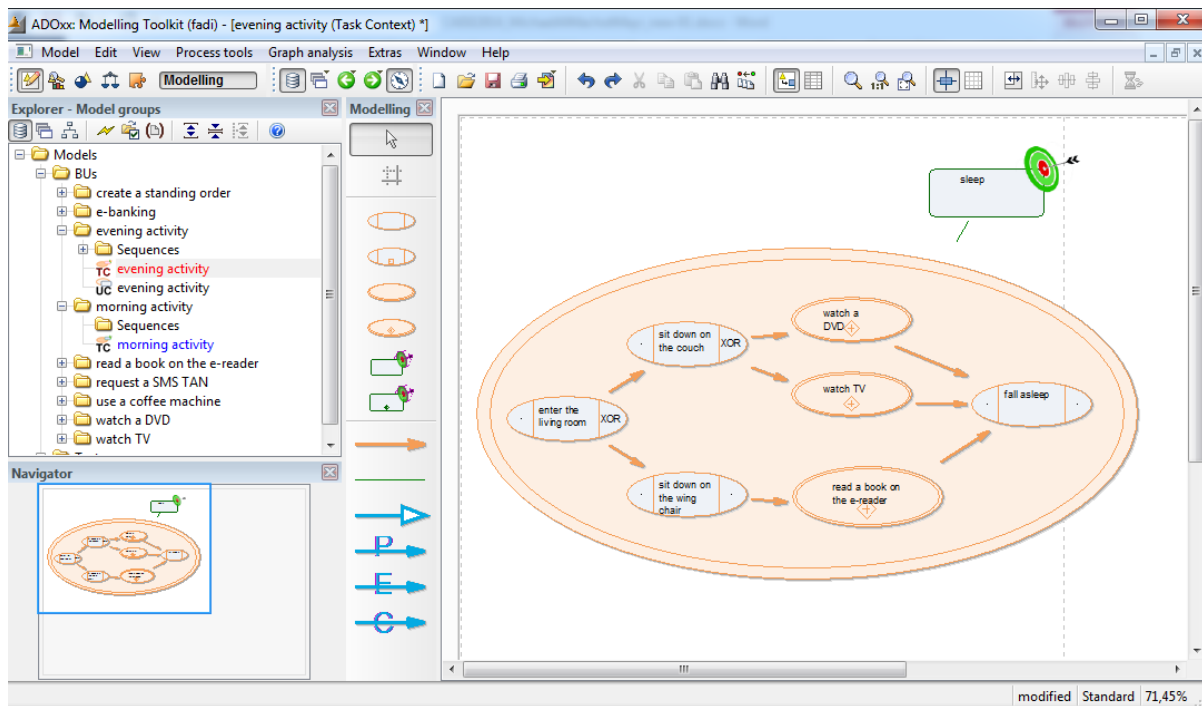 ADOxx: Modelling Toolkit (fadi) - [evening activity (Task Context) *]
Model Edit View Process tools Graph analysis Extras Window Help
Modelling
Explorer - Model groups
Modelling
Models
BUs
create a standing order
e-banking
evening activity
Sequences
TC evening activity
UC evening activity
morning activity
Sequences
TC morning activity
read a book on the e-reader
request a SMS TAN
use a coffee machine
watch a DVD
watch TV
Navigator
P
E
C
sleep
enter the
living room
XOR
sit down on
the couch
XOR
watch a
DVD
watch TV
sit down on
the wing
chair
read a book on
the e-reader
fall asleep
modified Standard 71,45%